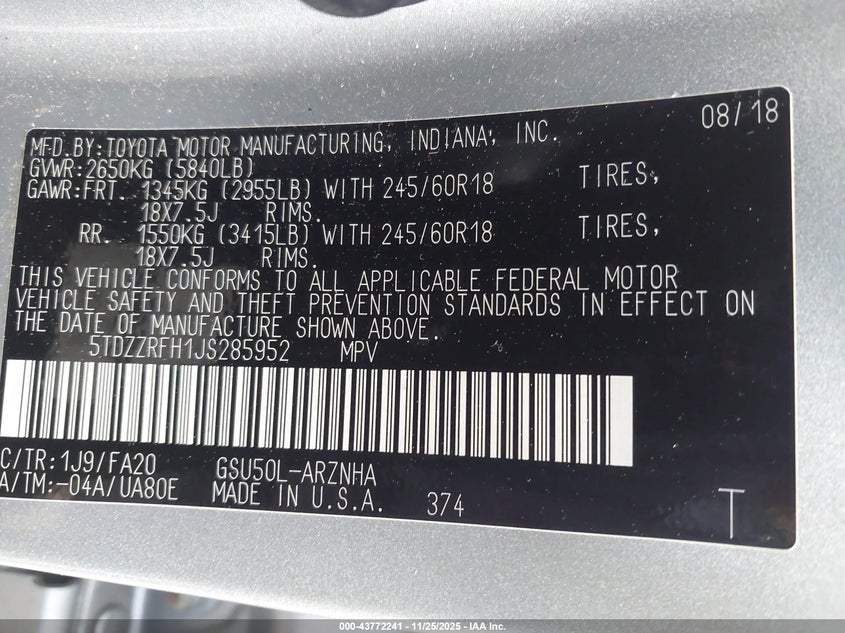 08/18
MFD.BY:TOYOTA MOTOR MANUFACTURING, INDIANA, INC.
GVWR:2650KG (5840LB)
GAWR:FRT. 1345KG (2955LB) WITH 245/60R18 TIRES,
18X7.5J RIMS.
RR. 1550KG (3415LB) WITH 245/60R18 TIRES,
18X7.5J RIMS.
THIS VEHICLE CONFORMS TO ALL APPLICABLE FEDERAL MOTOR
VEHICLE SAFETY AND THEFT PREVENTION STANDARDS IN EFFECT ON
THE DATE OF MANUFACTURE SHOWN ABOVE.
5TDZZRFH1JS285952 MPV
C/TR:1J9/FA20 GSU50L-ARZNHA
A/TM:-04A/UA80E MADE IN U.S.A. 374 T
000-43772241 - 11/25/2025 - IAA Inc.